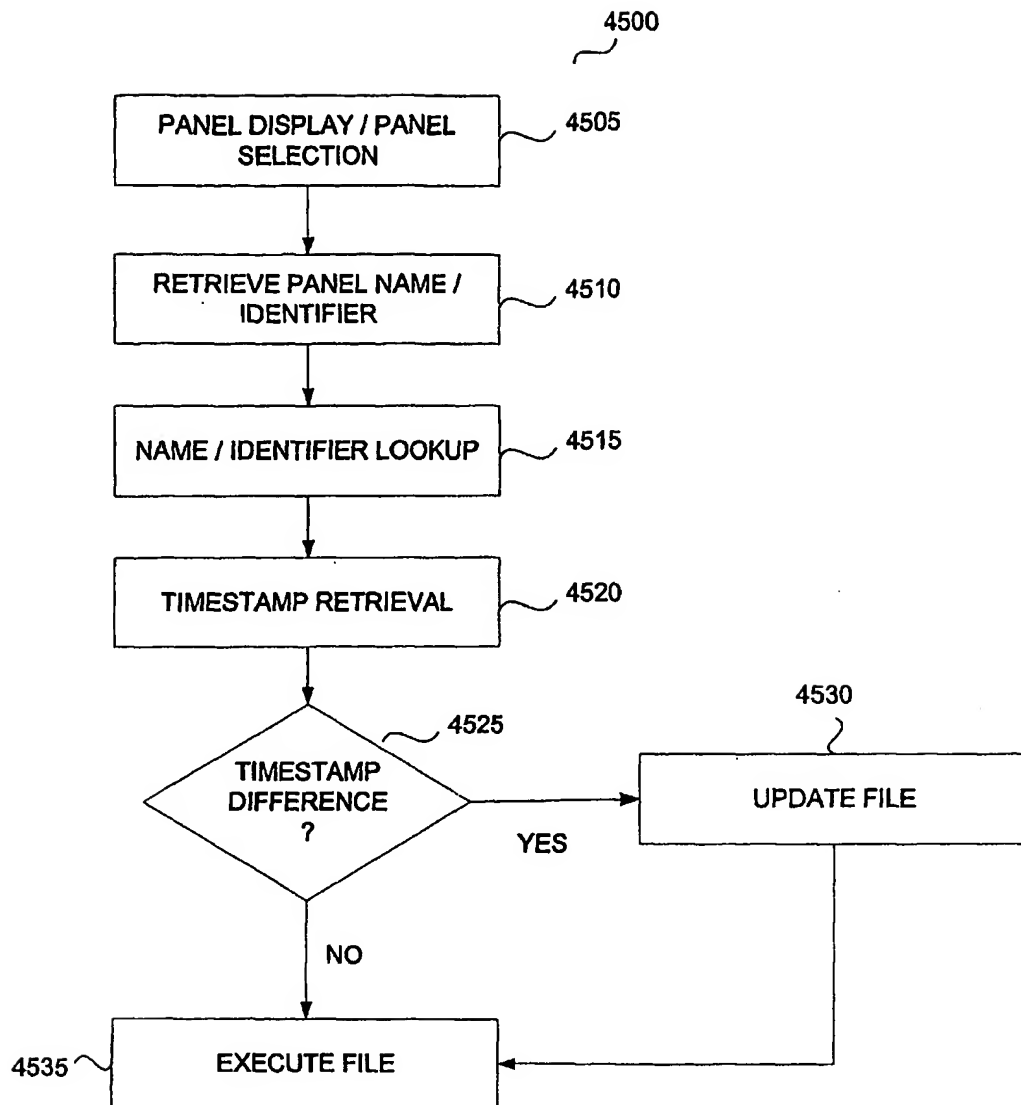 4500
PANEL DISPLAY / PANEL
SELECTION
4505
RETRIEVE PANEL NAME /
IDENTIFIER
4510
NAME / IDENTIFIER LOOKUP
4515
TIMESTAMP RETRIEVAL
4520
4525
TIMESTAMP
DIFFERENCE
?
4530
UPDATE FILE
YES
NO
EXECUTE FILE
4535